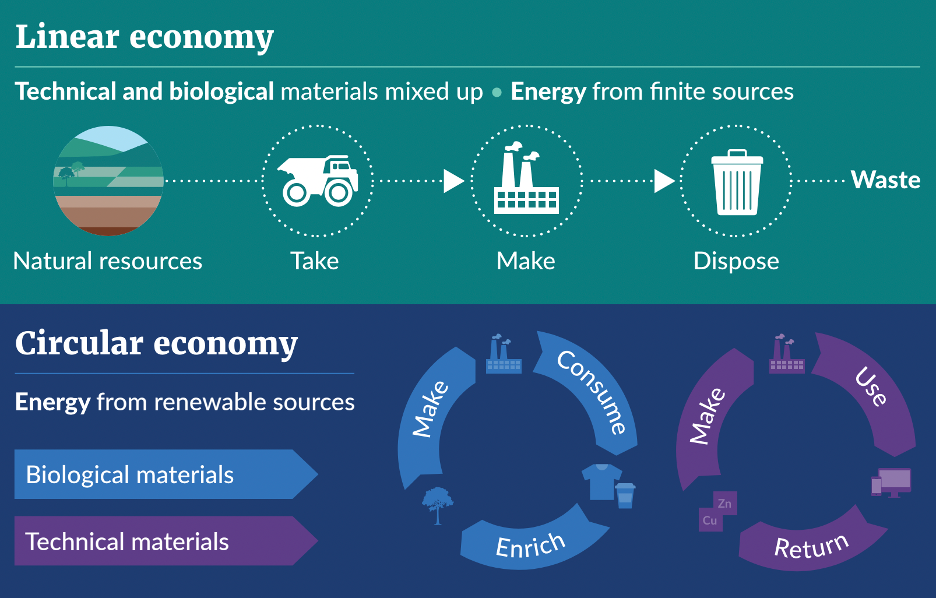 Linear economy
Technical and biological materials mixed up • Energy from finite sources
Waste
Natural resources
Take
Make
Dispose
Circular economy
Energy from renewable sources
Biological materials
Technical materials
Make
Consume
Enrich
Make
Use
Zn
Cu
Return